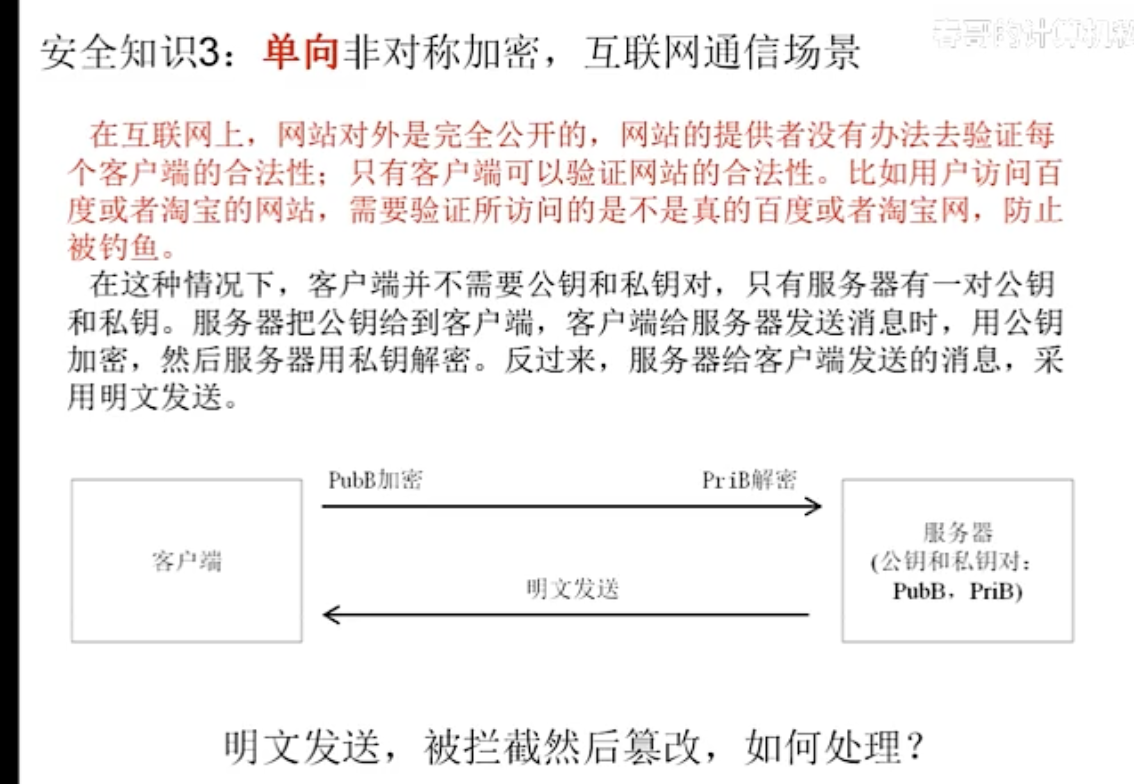 安全知识3：单向非对称加密，互联网通信场景
在互联网上，网站对外是完全公开的，网站的提供者没有办法去验证每
个客户端的合法性；只有客户端可以验证网站的合法性。比如用户访问百
度或者淘宝的网站，需要验证所访问的是不是真的百度或者淘宝网，防止
被钓鱼。
在这种情况下，客户端并不需要公钥和私钥对，只有服务器有一对公钥
和私钥。服务器把公钥给到客户端，客户端给服务器发送消息时，用公钥
加密，然后服务器用私钥解密。反过来，服务器给客户端发送的消息，采
用明文发送。
PubB加密
PriB解密
客户端
服务器
(公钥和私钥对：
PubB，PriB)
明文发送
明文发送，被拦截然后篡改，如何处理？